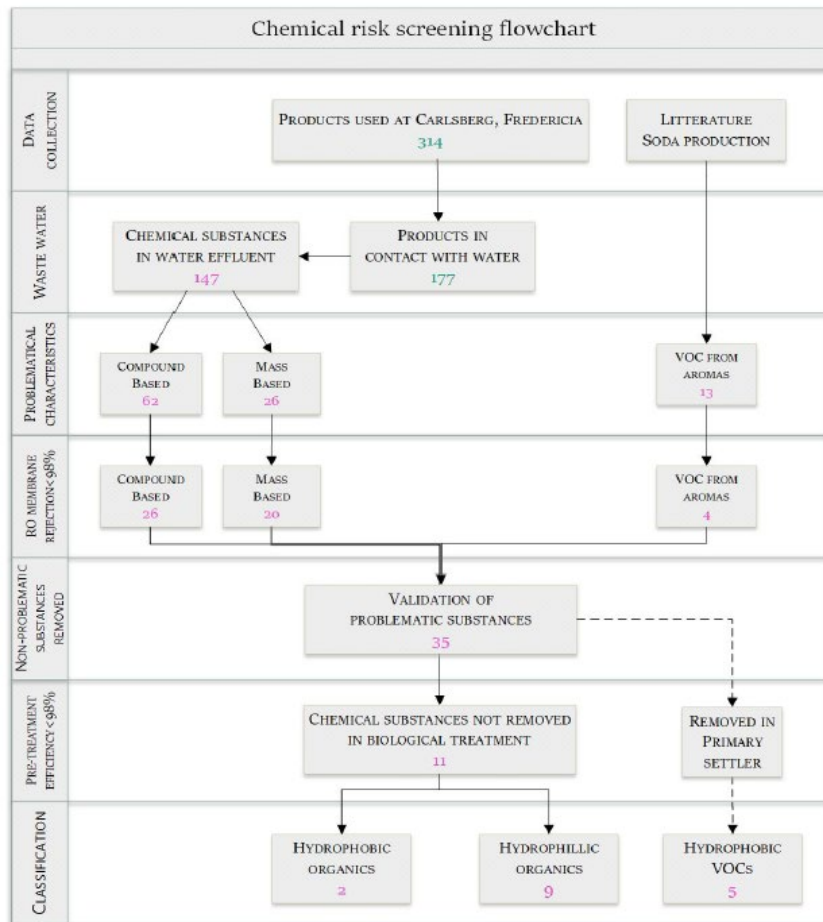 Chemical risk screening flowchart
DATA
COLLECTION
PRODUCTS USED AT CARLSBERG, FREDERICIA
314
LITTERATURE
SODA PRODUCTION
WASTE WATER
CHEMICAL SUBSTANCES
IN WATER EFFLUENT
147
PRODUCTS IN
CONTACT WITH WATER
177
PROBLEMATICAL
CHARACTERISTICS
COMPOUND
BASED
62
MASS
BASED
26
VOC FROM
AROMAS
13
RO MEMBRANE
REJECTION<98%
COMPOUND
BASED
26
MASS
BASED
20
VOC FROM
AROMAS
4
NON-PROBLEMATIC
SUBSTANCES
REMOVED
VALIDATION OF
PROBLEMATIC SUBSTANCES
35
PRE-TREATMENT
EFFICIENCY<98%
CHEMICAL SUBSTANCES NOT REMOVED
IN BIOLOGICAL TREATMENT
11
REMOVED IN
PRIMARY
SETTLER
CLASSIFICATION
HYDROPHOBIC
ORGANICS
2
HYDROPHILLIC
ORGANICS
9
HYDROPHOBIC
VOCS
5